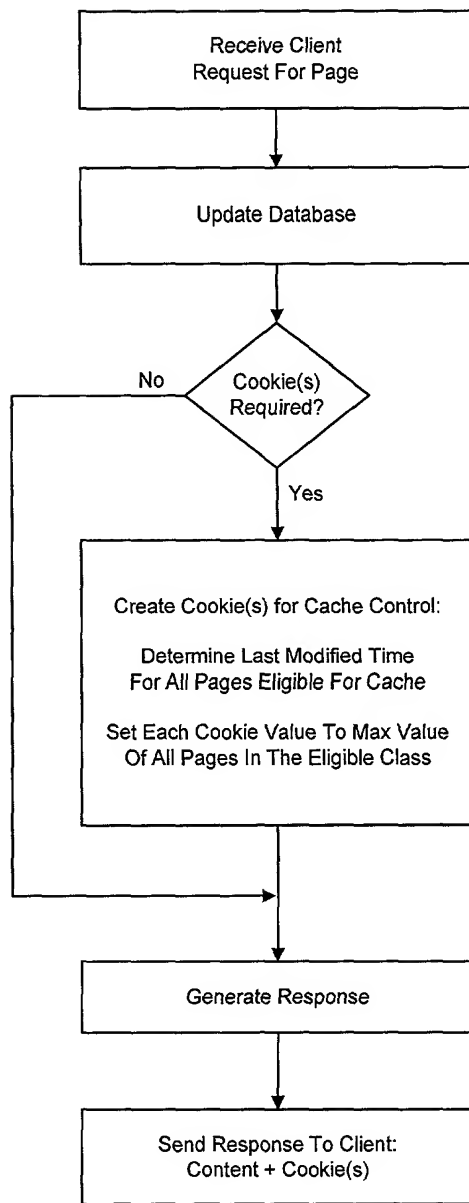 Receive Client
Request For Page
Update Database
No
Cookie(s)
Required?
Yes
Create Cookie(s) for Cache Control:
Determine Last Modified Time
For All Pages Eligible For Cache
Set Each Cookie Value To Max Value
Of All Pages In The Eligible Class
Generate Response
Send Response To Client:
Content + Cookie(s)